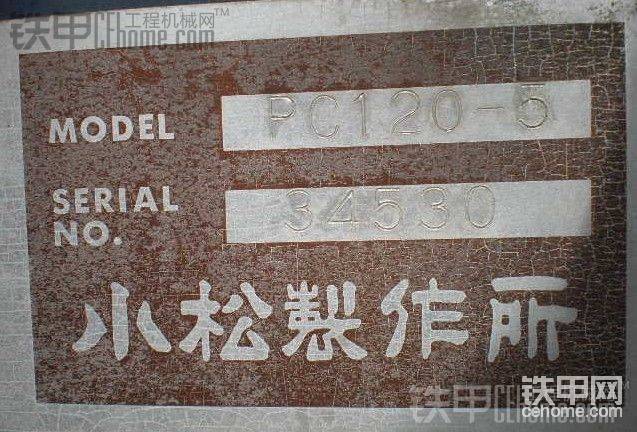 铁甲 工程机械网
CEhome.com
MODEL PC120-5
SERIAL NO. 34530
小松製作所
铁甲网
cehome.com